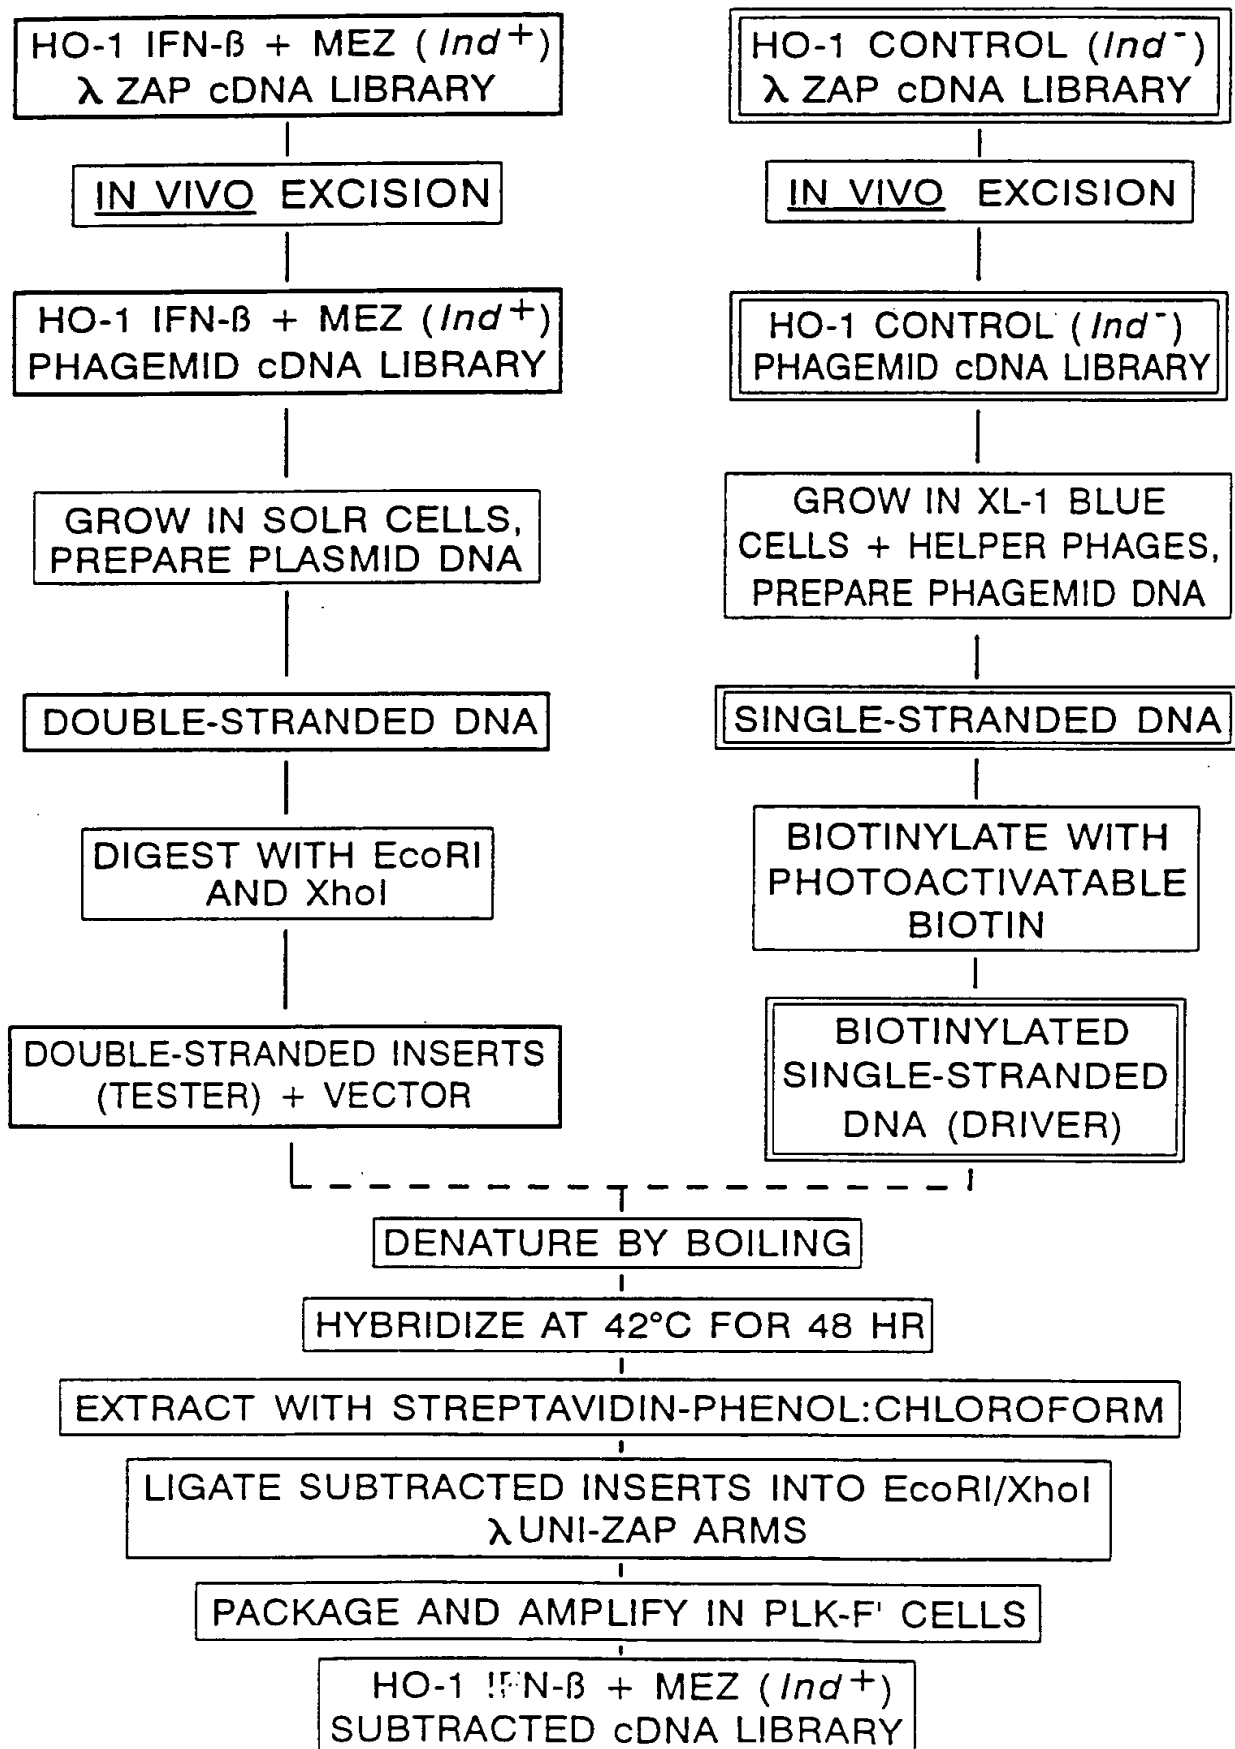 HO-1 IFN-β + MEZ (Ind+)
λ ZAP cDNA LIBRARY
IN VIVO EXCISION
HO-1 IFN-β + MEZ (Ind+)
PHAGEMID cDNA LIBRARY
GROW IN SOLR CELLS,
PREPARE PLASMID DNA
DOUBLE-STRANDED DNA
DIGEST WITH EcoRI
AND XhoI
DOUBLE-STRANDED INSERTS
(TESTER) + VECTOR
HO-1 CONTROL (Ind-)
λ ZAP cDNA LIBRARY
IN VIVO EXCISION
HO-1 CONTROL (Ind-)
PHAGEMID cDNA LIBRARY
GROW IN XL-1 BLUE
CELLS + HELPER PHAGES,
PREPARE PHAGEMID DNA
SINGLE-STRANDED DNA
BIOTINYLATE WITH
PHOTOACTIVATABLE
BIOTIN
BIOTINYLATED
SINGLE-STRANDED
DNA (DRIVER)
DENATURE BY BOILING
HYBRIDIZE AT 42°C FOR 48 HR
EXTRACT WITH STREPTAVIDIN-PHENOL:CHLOROFORM
LIGATE SUBTRACTED INSERTS INTO EcoRI/XhoI
λ UNI-ZAP ARMS
PACKAGE AND AMPLIFY IN PLK-F' CELLS
HO-1 IFN-β + MEZ (Ind+)
SUBTRACTED cDNA LIBRARY